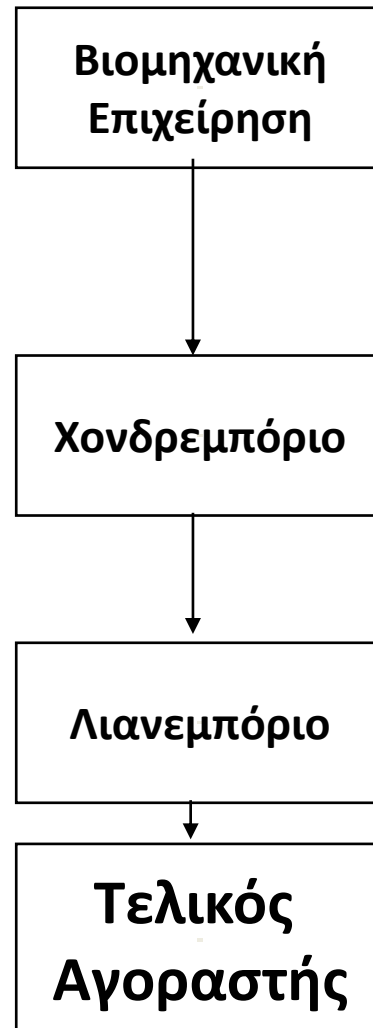 Βιομηχανική
Επιχείρηση
Χονδρεμπόριο
Λιανεμπόριο
Τελικός
Αγοραστής